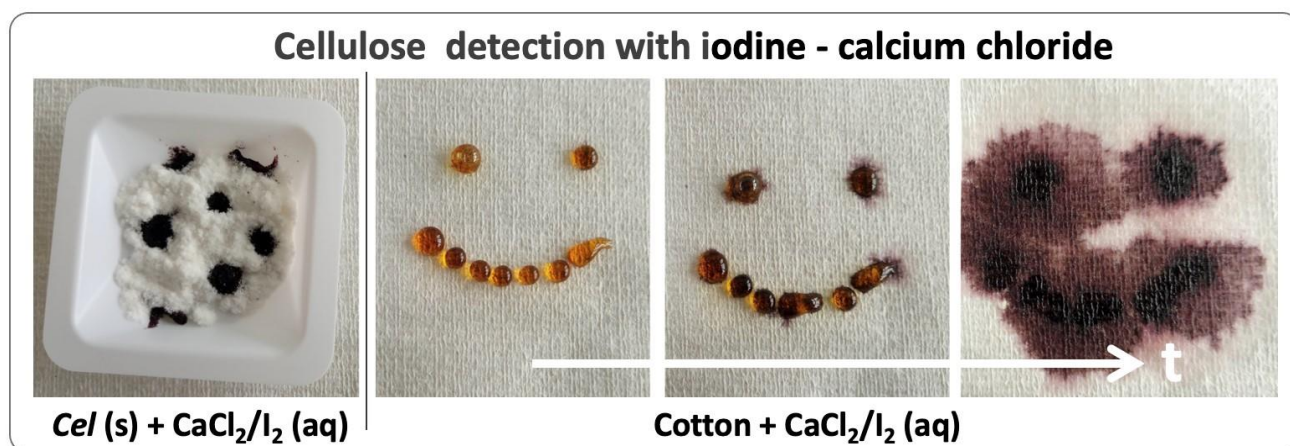 Cellulose detection with iodine - calcium chloride
t
Cel (s) + CaCl₂/I₂ (aq)
Cotton + CaCl₂/I₂ (aq)